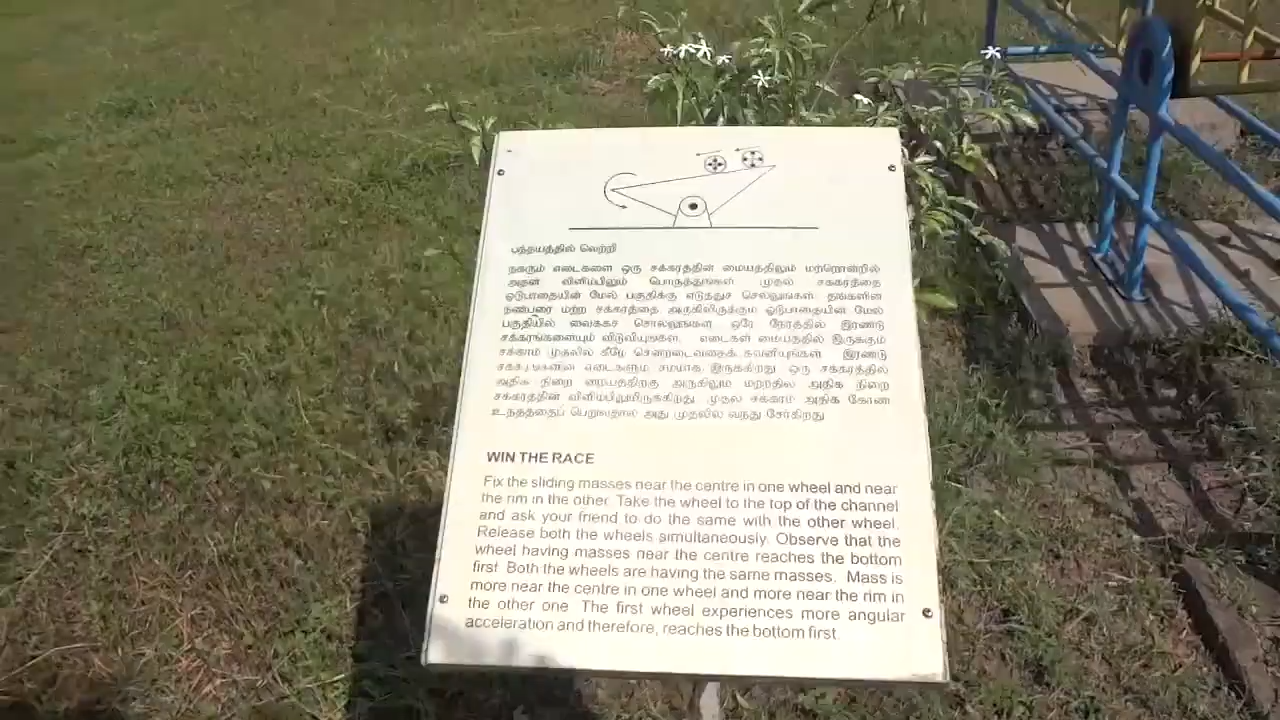 பந்தயத்தில் வெற்றி
நகரும் எடைகளை ஒரு சக்கரத்தின் மையத்திலும் மற்றொன்றில்
அதன் விளிம்பிலும் பொருத்துங்கள் முதல் சக்கரத்தை
ஓடுபாதையின் மேல் பகுதிக்கு எடுத்துச் செல்லுங்கள் தங்களின்
நண்பரை மற்ற சக்கரத்தை அருகிலிருக்கும் ஓடுபாதையின் மேல்
பகுதியில் வைக்கச் சொல்லுங்கள் ஒரே நேரத்தில் இரண்டு
சக்கரங்களையும் விடுவியுங்கள். எடைகள் மையத்தில் இருக்கும்
சக்கரம் முதலில் கீழே சென்றடைவதைக் கவனியுங்கள் இரண்டு
சக்கரங்களின் எடைகளும் சமமாக இருக்கிறது ஒரு சக்கரத்தில்
அதிக நிறை மையத்திற்கு அருகிலும் மற்றதில் அதிக நிறை
சக்கரத்தின் விளிம்பிலுமிருக்கிறது முதல் சக்கரம் அதிக கோண
உந்தத்தைப் பெறுவதால் அது முதலில் வந்து சேர்கிறது
WIN THE RACE
Fix the sliding masses near the centre in one wheel and near
the rim in the other. Take the wheel to the top of the channel
and ask your friend to do the same with the other wheel.
Release both the wheels simultaneously. Observe that the
wheel having masses near the centre reaches the bottom
first. Both the wheels are having the same masses. Mass is
more near the centre in one wheel and more near the rim in
the other one. The first wheel experiences more angular
acceleration and therefore, reaches the bottom first.